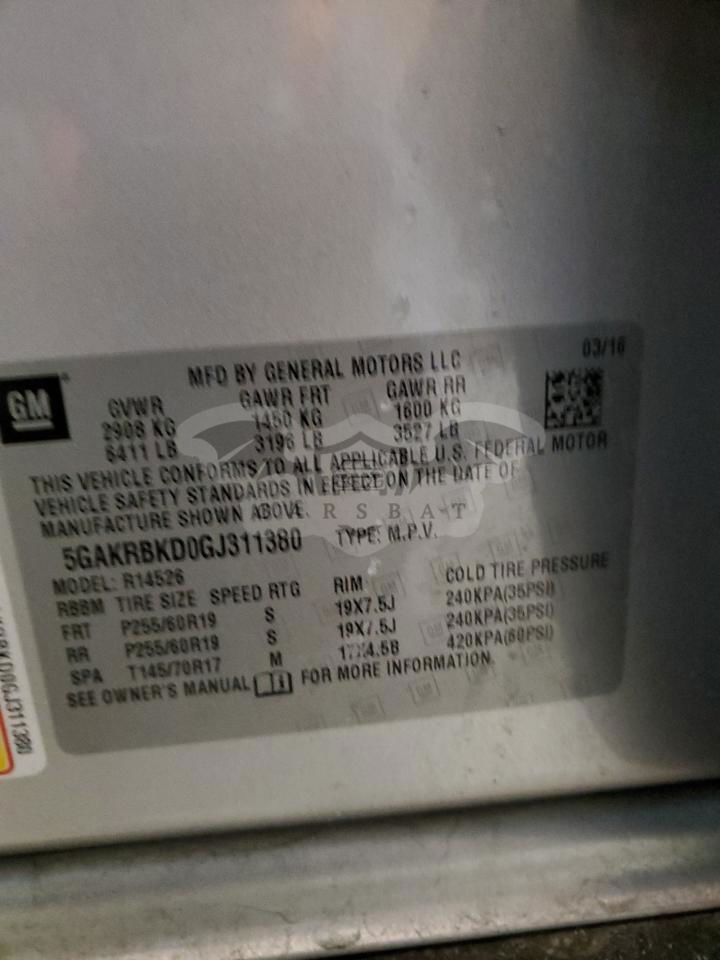 03/16
MFD BY GENERAL MOTORS LLC
GM
GVWR GAWR FRT GAWR RR
2908 KG 1450 KG 1600 KG
6411 LB 3196 LB 3527 LB
THIS VEHICLE CONFORMS TO ALL APPLICABLE U.S. FEDERAL MOTOR
VEHICLE SAFETY STANDARDS IN EFFECT ON THE DATE OF
MANUFACTURE SHOWN ABOVE.
RSBAT
5GAKRBKD0GJ311380 TYPE: M.P.V.
MODEL: R14526
RBBM TIRE SIZE SPEED RTG RIM COLD TIRE PRESSURE
FRT P255/60R19 S 19X7.5J 240KPA(35PSI)
RR P255/60R19 S 19X7.5J 240KPA(35PSI)
SPA T145/70R17 M 17X4.5B 420KPA(60PSI)
SEE OWNER'S MANUAL FOR MORE INFORMATION.
KD0GJ311380